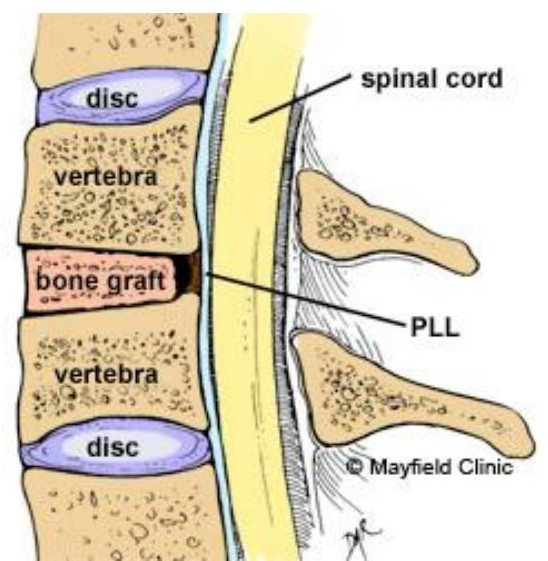 disc
spinal cord
vertebra
bone graft
PLL
vertebra
disc
© Mayfield Clinic